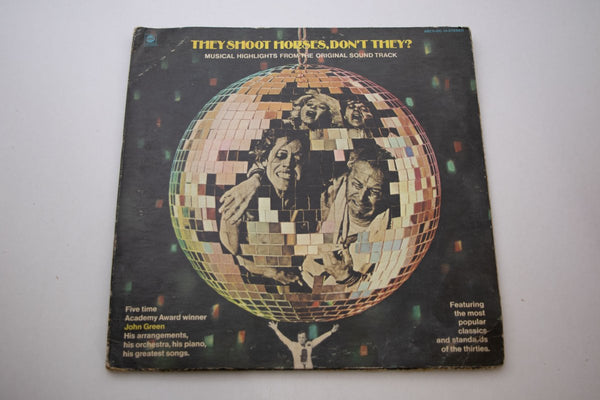 THEY SHOOT HORSES, DON'T THEY?
MUSICAL HIGHLIGHTS FROM THE ORIGINAL SOUND TRACK
Five time
Academy Award winner
John Green
His arrangements,
his orchestra, his piano,
his greatest songs.
Featuring
the most
popular
classics
and standards
of the thirties.